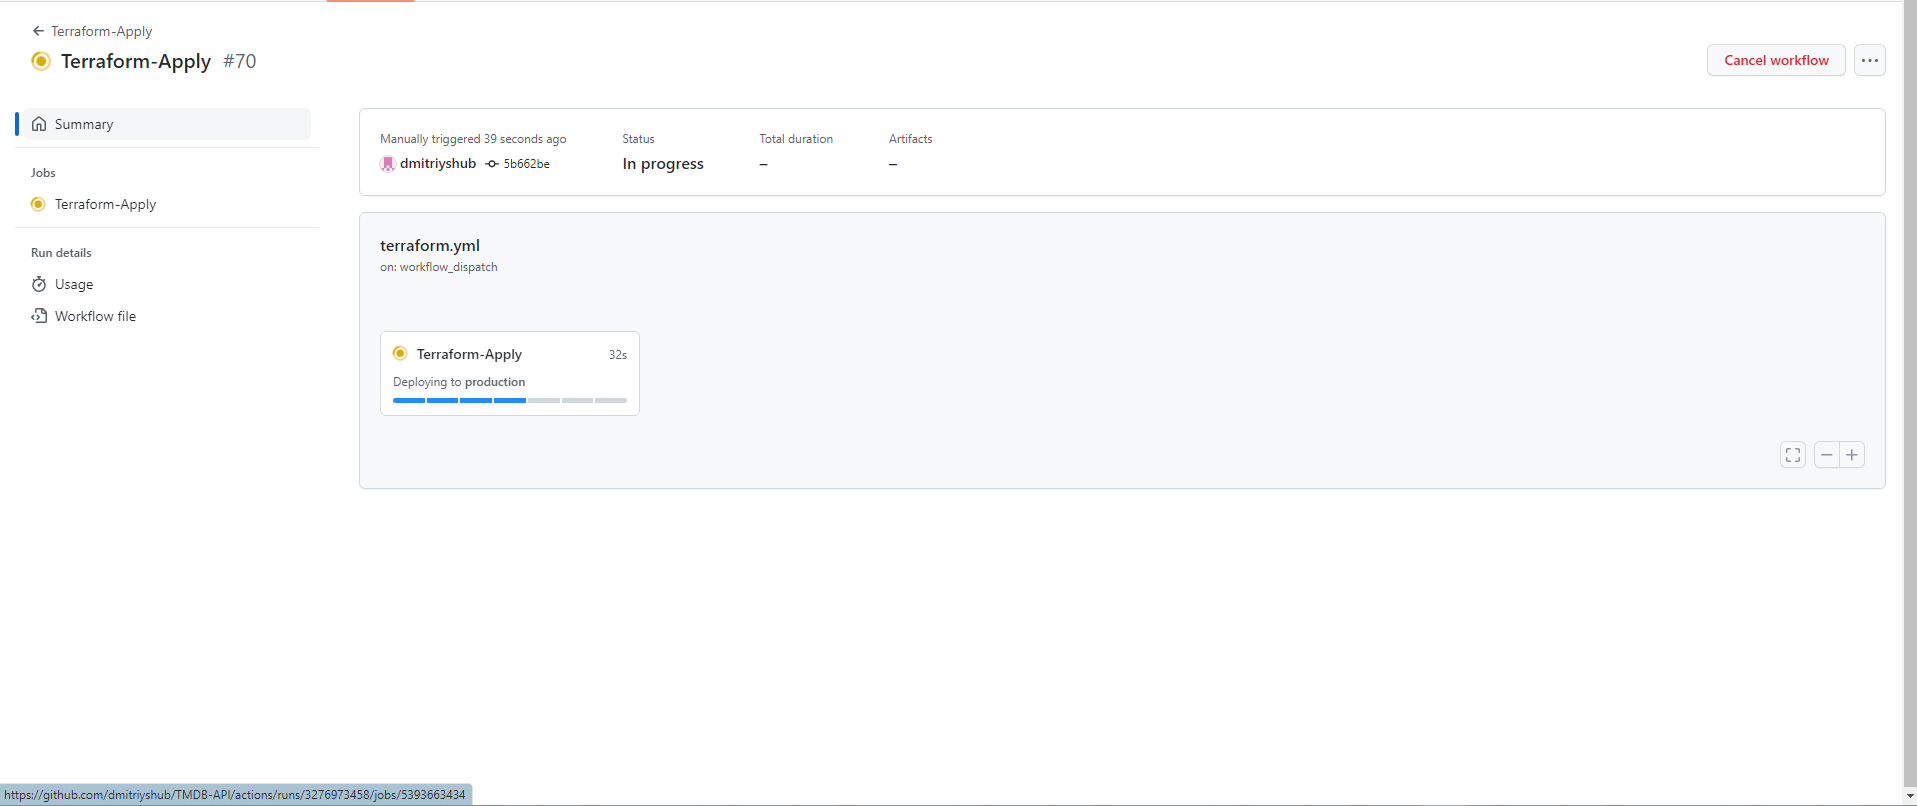 Terraform-Apply
Terraform-Apply #70
Cancel workflow
Summary
Jobs
Terraform-Apply
Run details
Usage
Workflow file
Manually triggered 39 seconds ago
dmitriyshub 5b662be
Status
In progress
Total duration
–
Artifacts
–
terraform.yml
on: workflow_dispatch
Terraform-Apply 32s
Deploying to production
https://github.com/dmitriyshub/TMDB-API/actions/runs/3276973458/jobs/5393663434